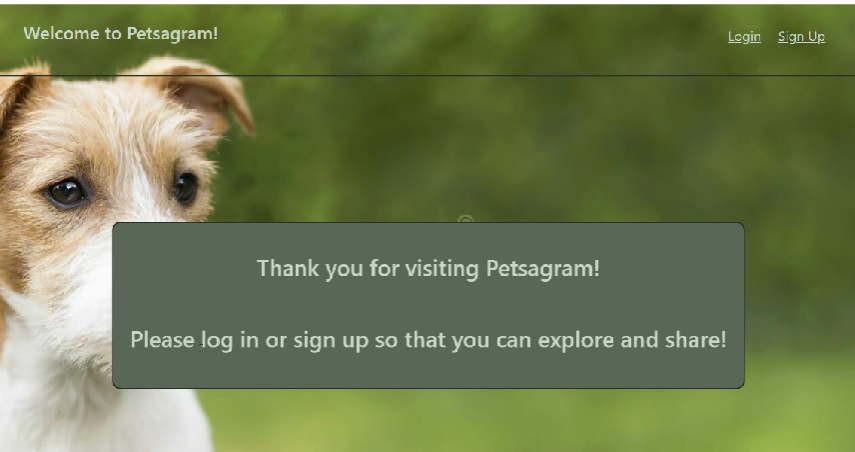 Welcome to Petsagram!
Login Sign Up
Thank you for visiting Petsagram!
Please log in or sign up so that you can explore and share!